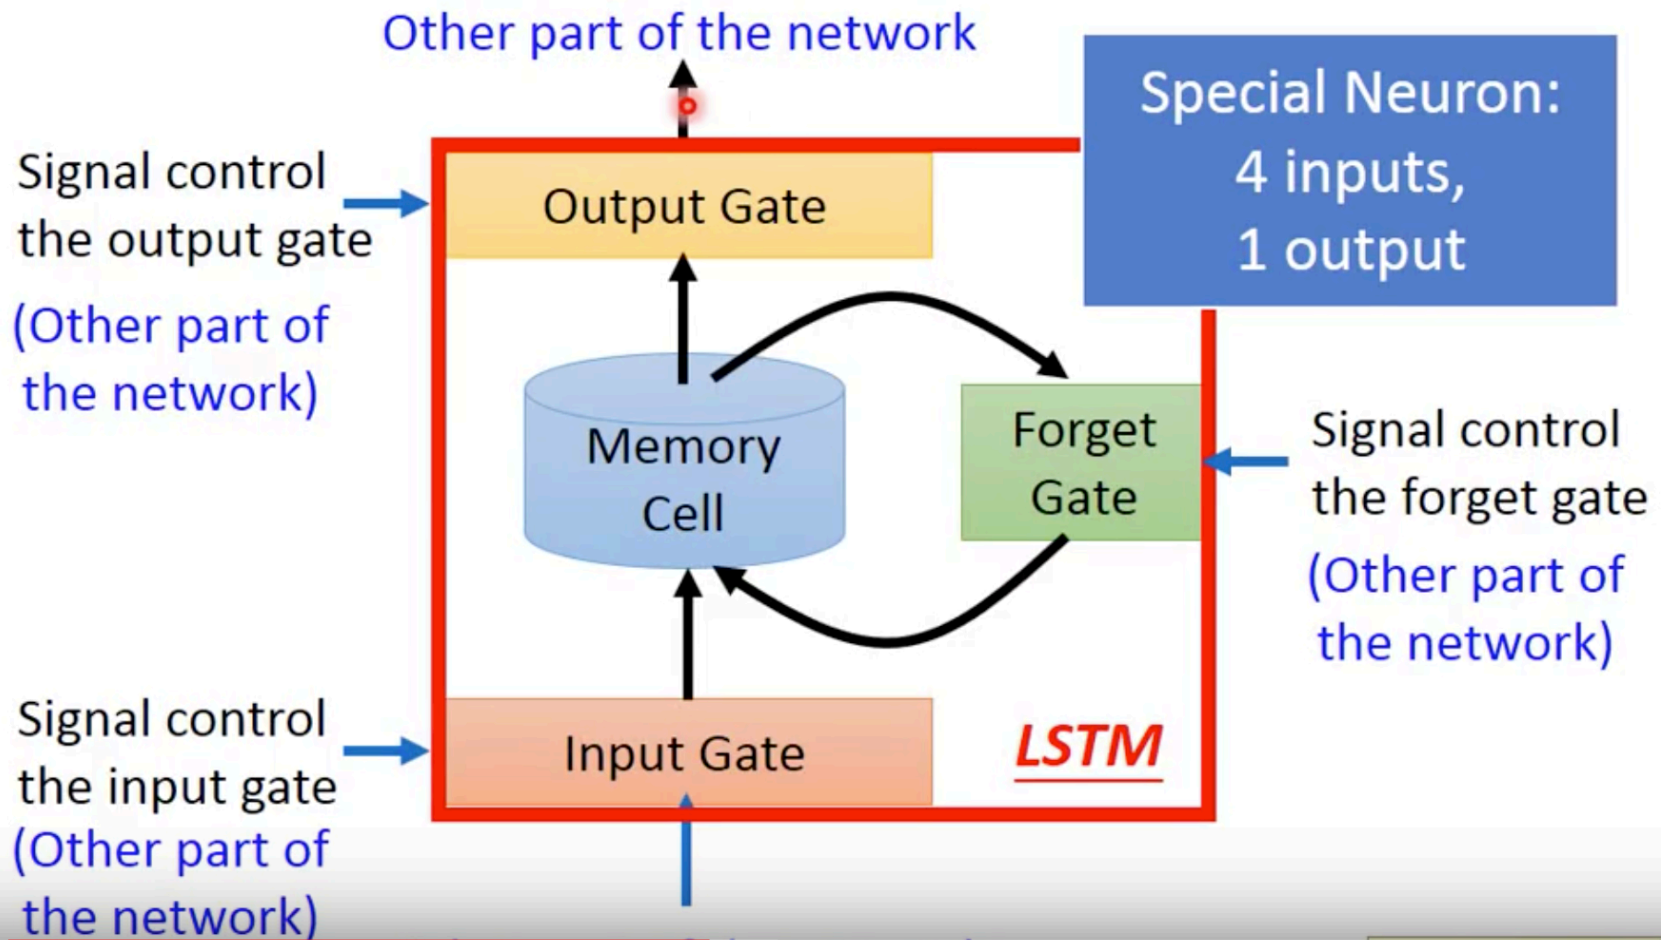 Other part of the network
Special Neuron:
4 inputs,
1 output
Signal control
the output gate
(Other part of
the network)
Output Gate
Memory
Cell
Forget
Gate
Signal control
the forget gate
(Other part of
the network)
Signal control
the input gate
(Other part of
the network)
Input Gate
LSTM